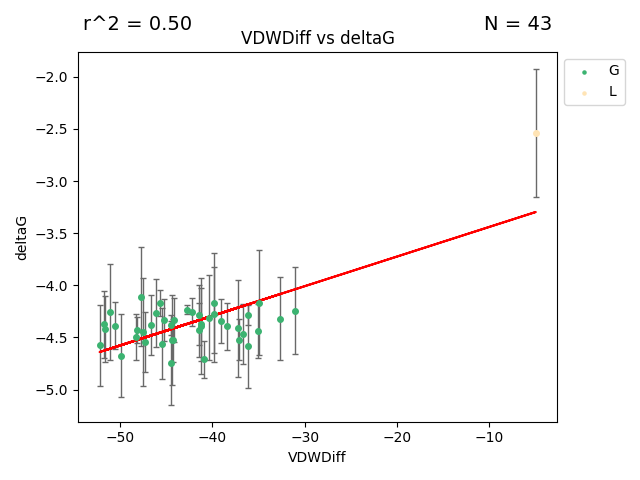 r^2 = 0.50
N = 43
VDWDiff vs deltaG
G
L
−2.0
−2.5
−3.0
−3.5
−4.0
−4.5
−5.0
deltaG
−50
−40
−30
−20
−10
VDWDiff